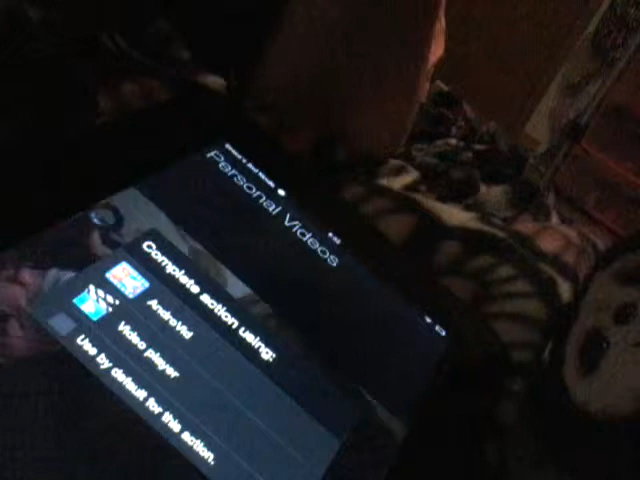 Personal Videos
Complete action using:
AndroVid
Video player
Use by default for this action.